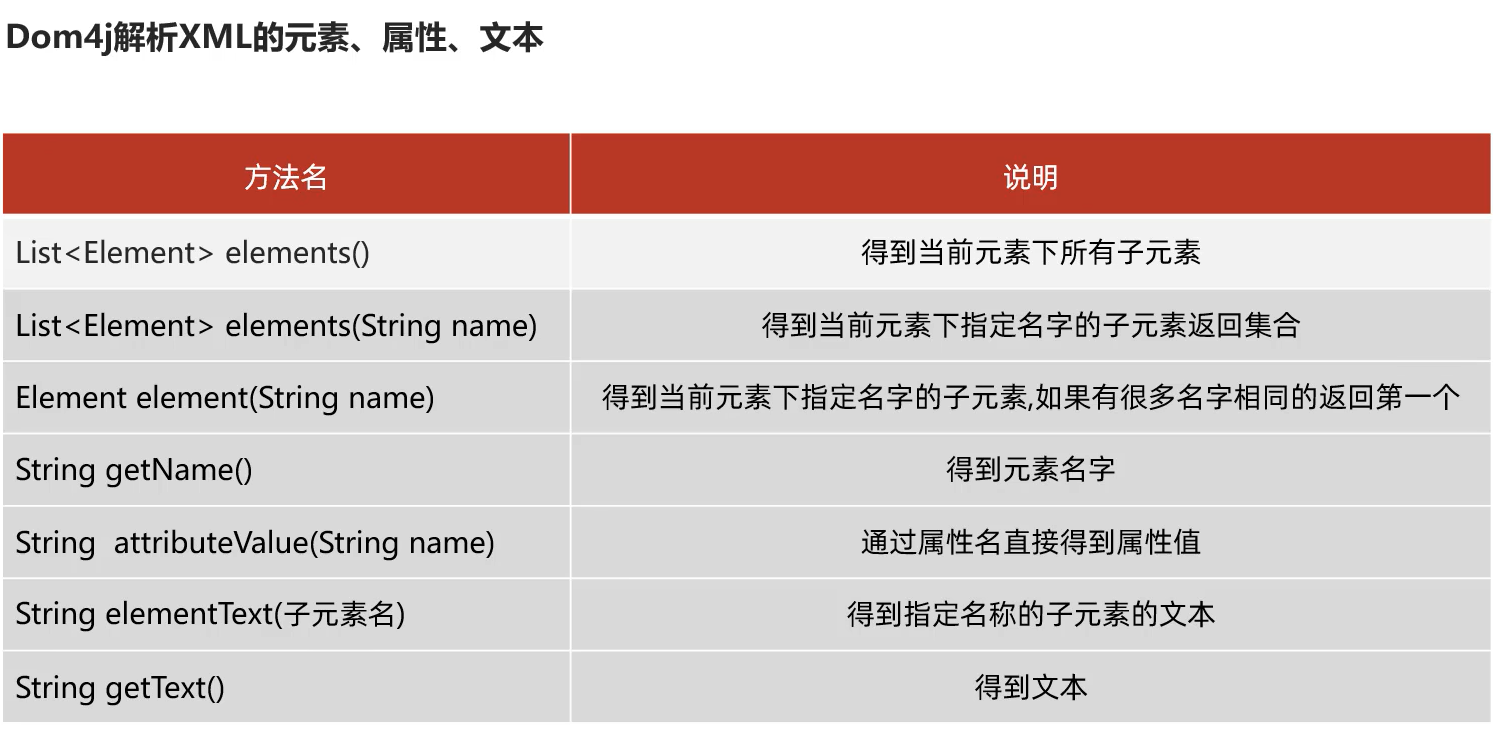 Dom4j解析XML的元素、属性、文本
方法名
说明
List<Element> elements()
得到当前元素下所有子元素
List<Element> elements(String name)
得到当前元素下指定名字的子元素返回集合
Element element(String name)
得到当前元素下指定名字的子元素,如果有很多名字相同的返回第一个
String getName()
得到元素名字
String  attributeValue(String name)
通过属性名直接得到属性值
String elementText(子元素名)
得到指定名称的子元素的文本
String getText()
得到文本